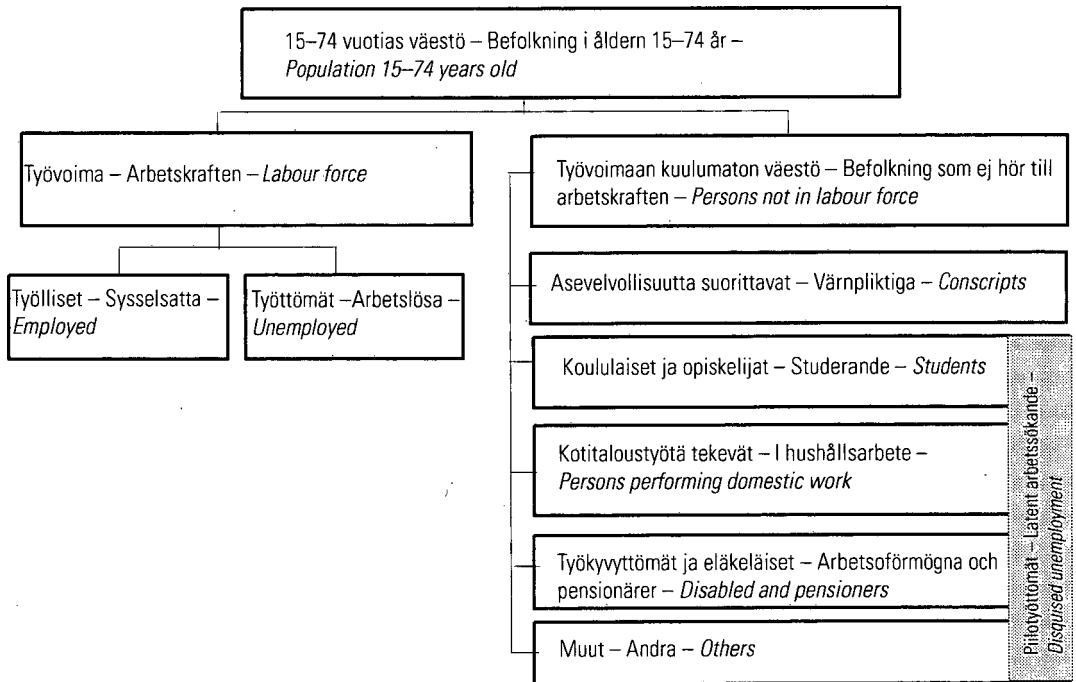 15–74 vuotias väestö – Befolkning i åldern 15–74 år –
Population 15–74 years old
Työvoima – Arbetskraften – Labour force
Työvoimaan kuulumaton väestö – Befolkning som ej hör till
arbetskraften – Persons not in labour force
Työlliset – Sysselsatta –
Employed
Työttömät –Arbetslösa –
Unemployed
Asevelvollisuutta suorittavat – Värnpliktiga – Conscripts
Koululaiset ja opiskelijat – Studerande – Students
Kotitaloustyötä tekevät – I hushållsarbete –
Persons performing domestic work
Työkyvyttömät ja eläkeläiset – Arbetsoförmögna och
pensionärer – Disabled and pensioners
Muut – Andra – Others
Piilotyöttömät – Latent arbetssökande –
Disguised unemployment